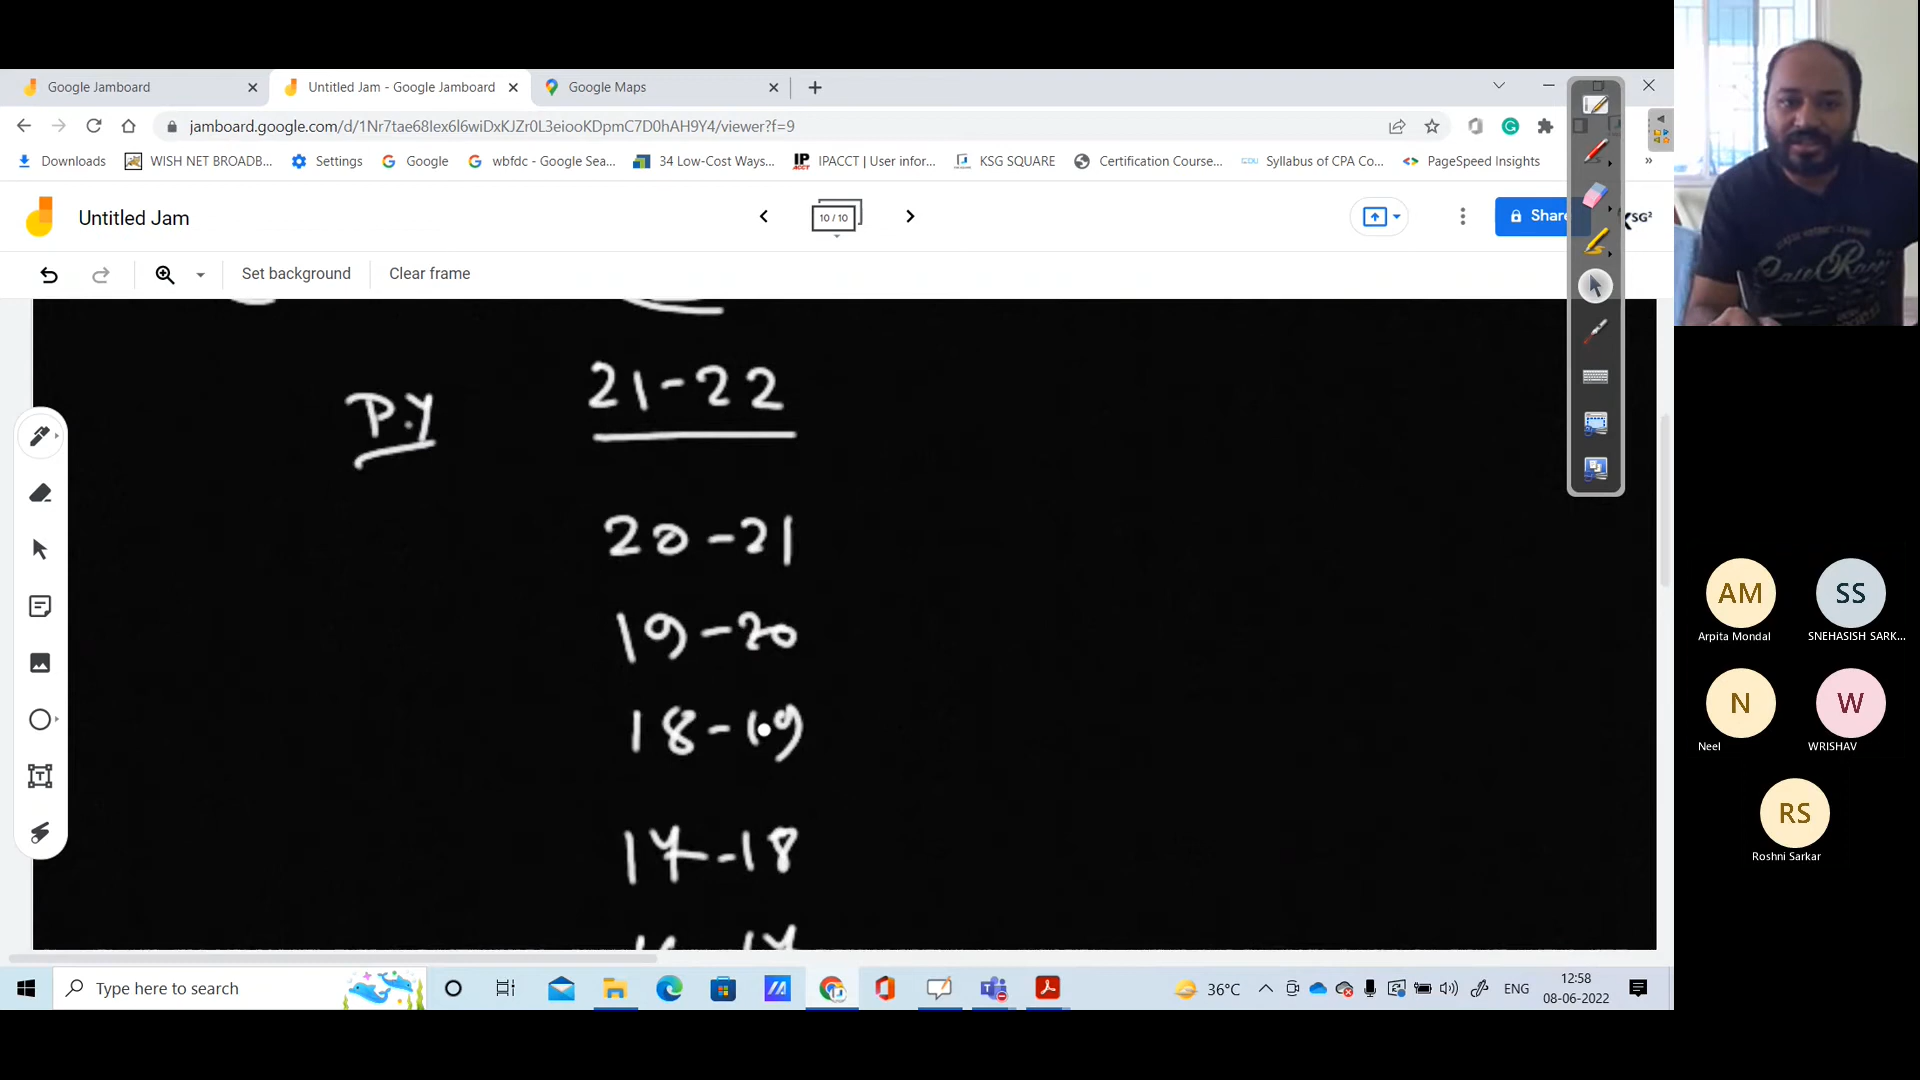 Google Jamboard
Untitled Jam - Google Jamboard
Google Maps
jamboard.google.com/d/1Nr7tae68Iex6l6wiDxKJZr0L3eiooKDpmC7D0hAH9Y4/viewer?f=9
Downloads
WISH NET BROADB...
Settings
Google
wbfdc - Google Sea...
34 Low-Cost Ways...
IPACCT | User infor...
KSG SQUARE
Certification Course...
Syllabus of CPA Co...
PageSpeed Insights
Untitled Jam
10 / 10
Share
KSG²
Set background
Clear frame
P.Y
21-22
20-21
19-20
18-19
17-18
16-17
AM
Arpita Mondal
SS
SNEHASISH SARK...
N
Neel
W
WRISHAV
RS
Roshni Sarkar
Type here to search
36°C
ENG
12:58
08-06-2022